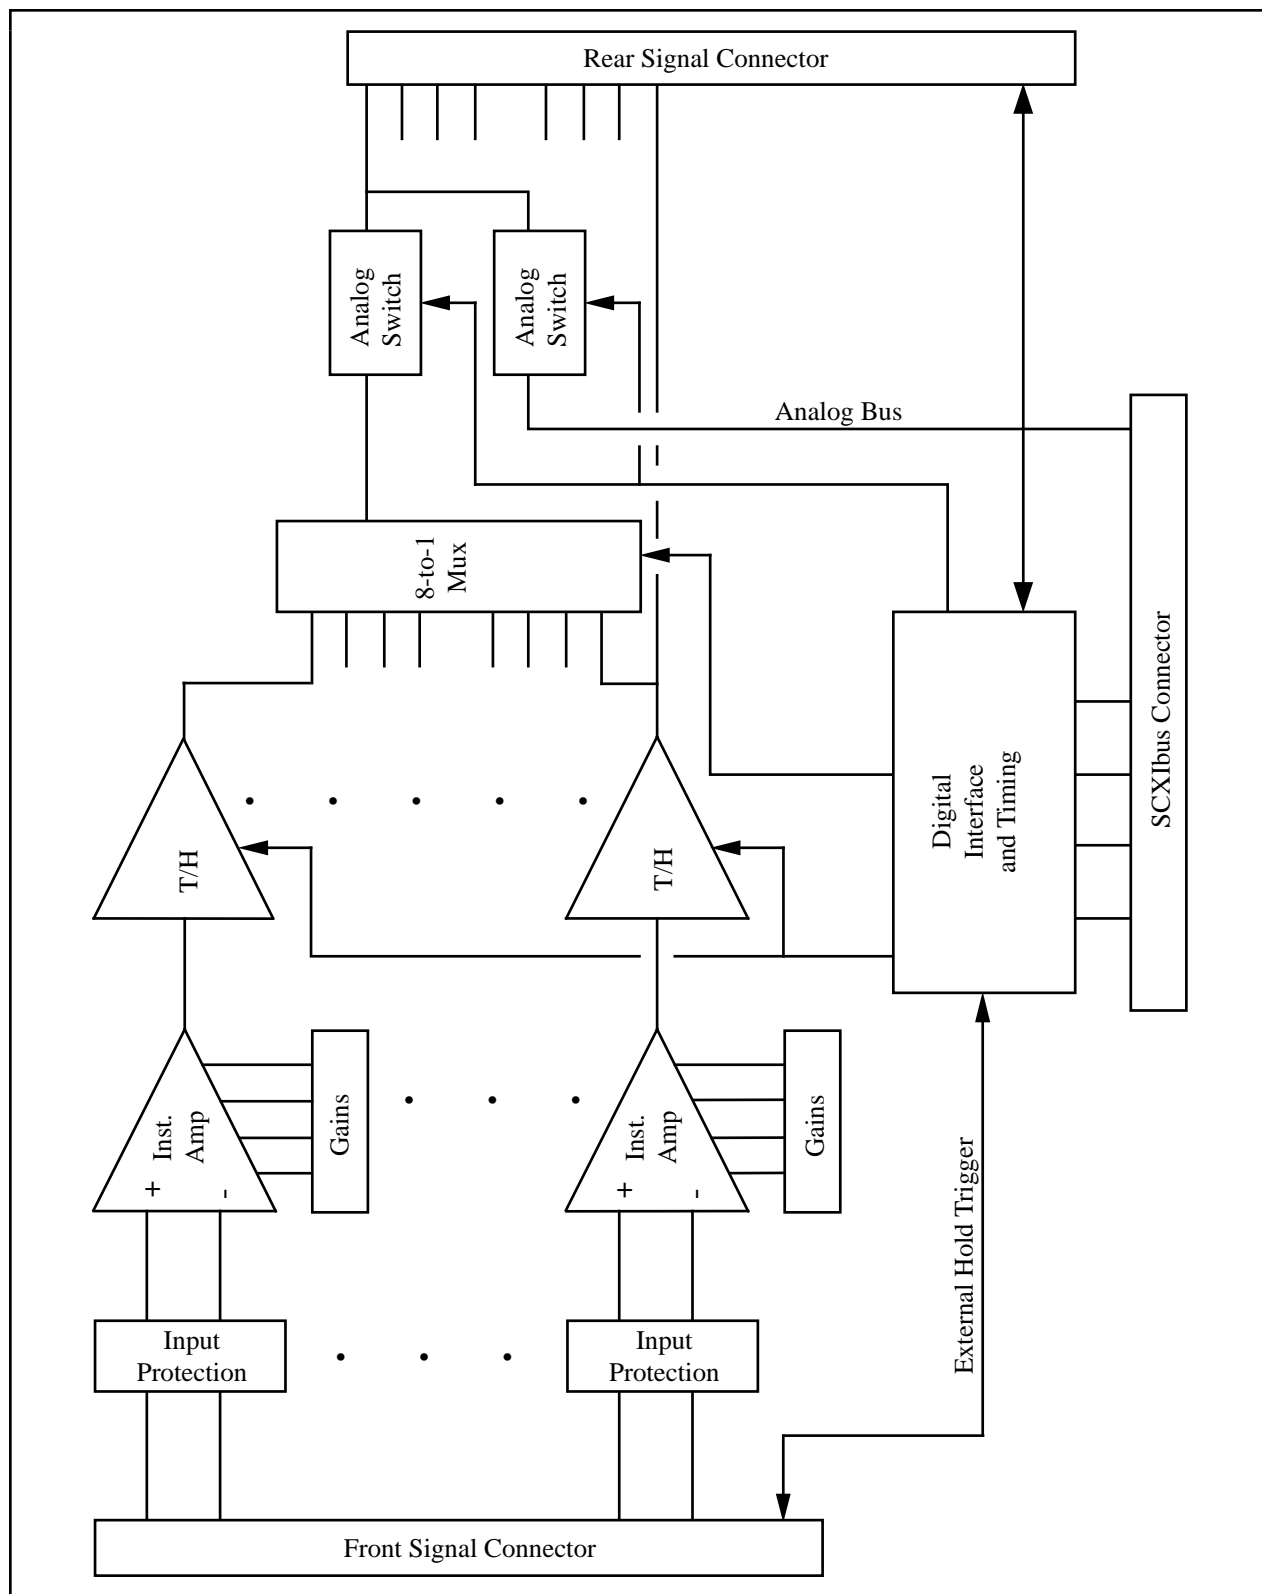 Rear Signal Connector
Analog
Switch
Analog
Switch
Analog Bus
8-to-1
Mux
SCXIbus Connector
Digital
Interface
and Timing
T/H
T/H
Inst.
Amp
+
-
Gains
Inst.
Amp
+
-
Gains
External Hold Trigger
Input
Protection
Input
Protection
Front Signal Connector